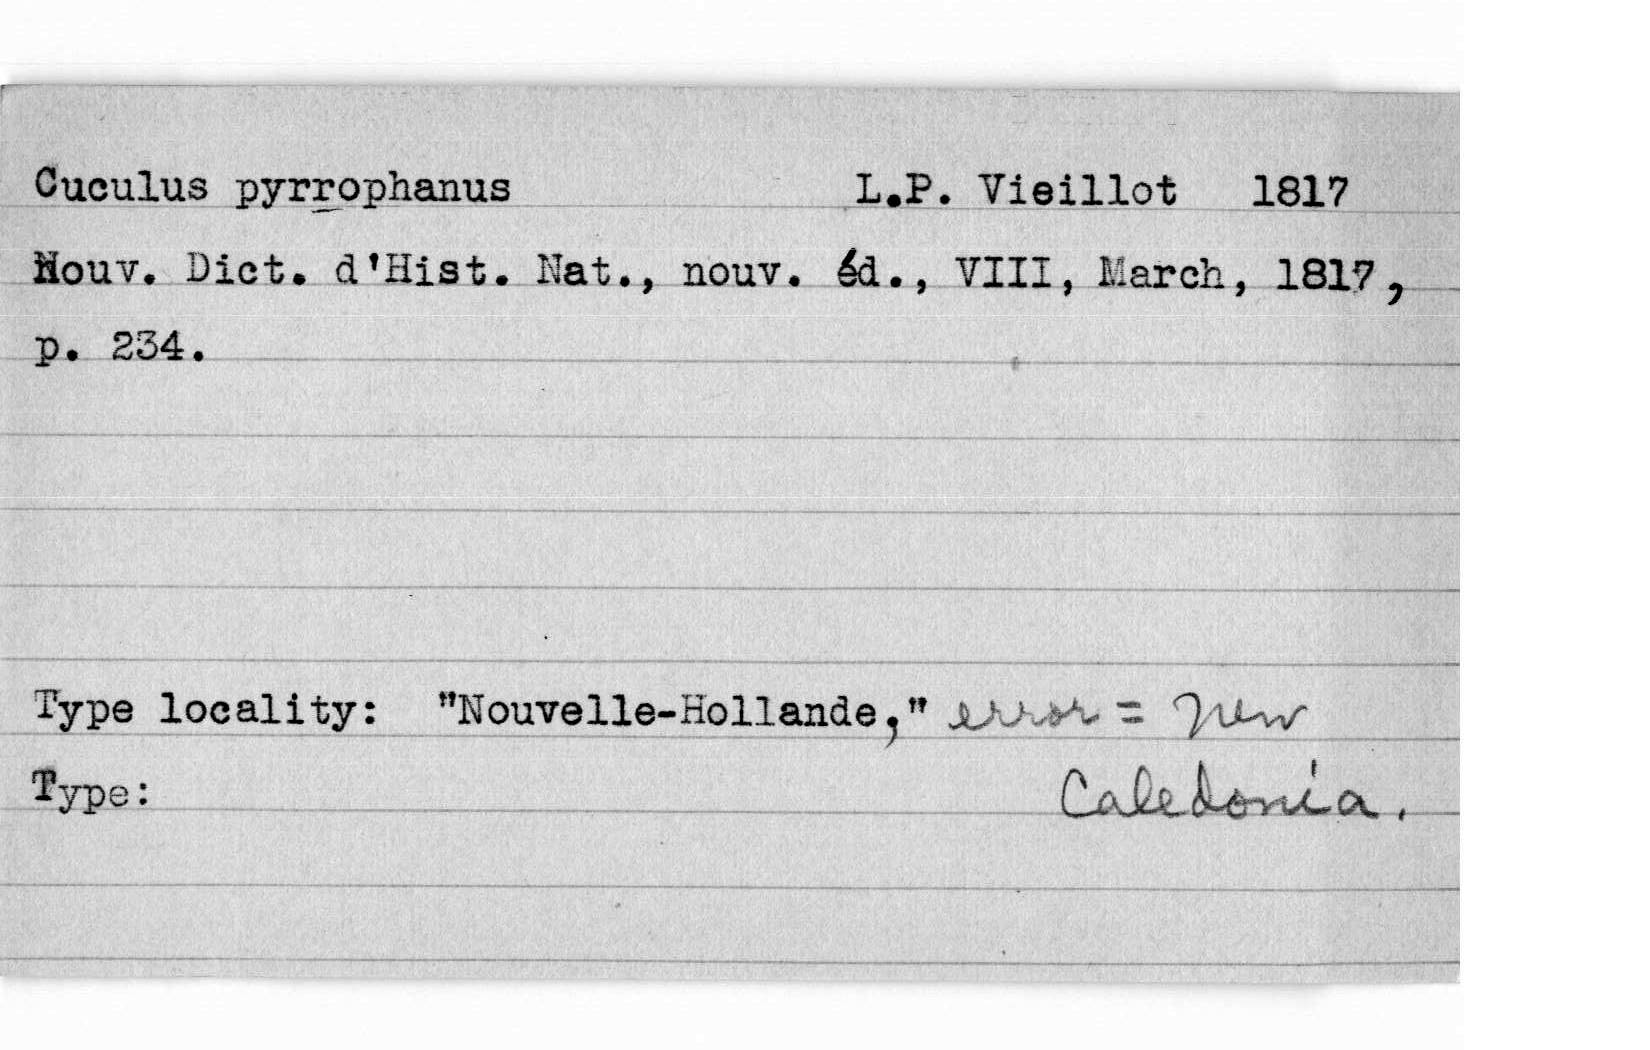 Cuculus pyrrophanus L.P. Vieillot 1817
Nouv. Dict. d'Hist. Nat., nouv. éd., VIII, March, 1817,
p. 234.
Type locality: "Nouvelle-Hollande," error = New
Type: Caledonia.